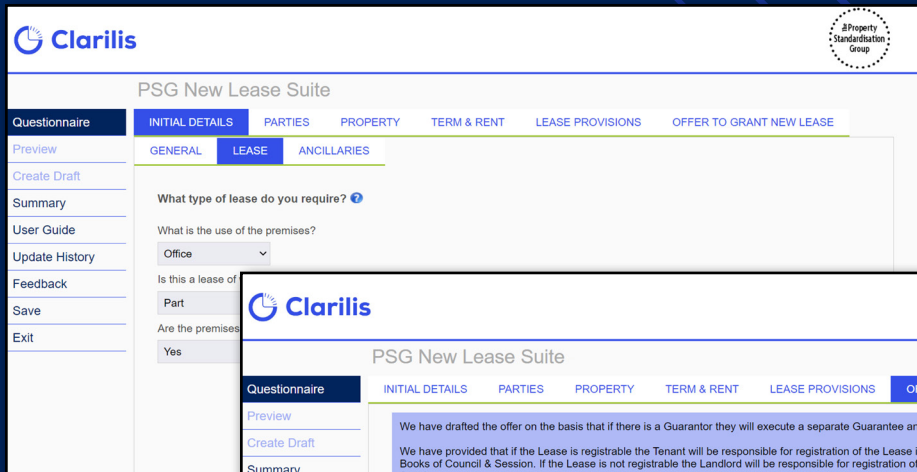 Clarilis
The Property
Standardisation
Group
PSG New Lease Suite
Questionnaire
INITIAL DETAILS PARTIES PROPERTY TERM & RENT LEASE PROVISIONS OFFER TO GRANT NEW LEASE
Preview
GENERAL LEASE ANCILLARIES
Create Draft
Summary
User Guide
Update History
Feedback
Save
Exit
What type of lease do you require? ?
What is the use of the premises?
Office
Is this a lease of
Part
Are the premises
Yes
Clarilis
PSG New Lease Suite
Questionnaire
INITIAL DETAILS PARTIES PROPERTY TERM & RENT LEASE PROVISIONS
Preview
Create Draft
Summary
We have drafted the offer on the basis that if there is a Guarantor they will execute a separate Guarantee
We have provided that if the Lease is registrable the Tenant will be responsible for registration of the Lease
Books of Council & Session. If the Lease is not registrable the Landlord will be responsible for registration of